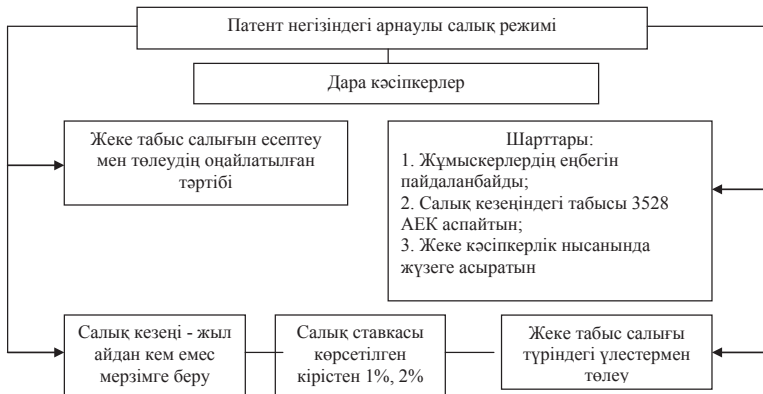 Патент негізіндегі арнаулы салық режимі
Дара кәсіпкерлер
Жеке табыс салығын есептеу
мен төлеудің оңайлатылған
тәртібі
Шарттары:
1. Жұмыскерлердің еңбегін
пайдаланбайды;
2. Салық кезеңіндегі табысы 3528
АЕК аспайтын;
3. Жеке кәсіпкерлік нысанында
жүзеге асыратын
Салық кезеңі - жыл
айдан кем емес
мерзімге беру
Салық ставкасы
көрсетілген
кірістен 1%, 2%
Жеке табыс салығы
түріндегі үлестермен
төлеу